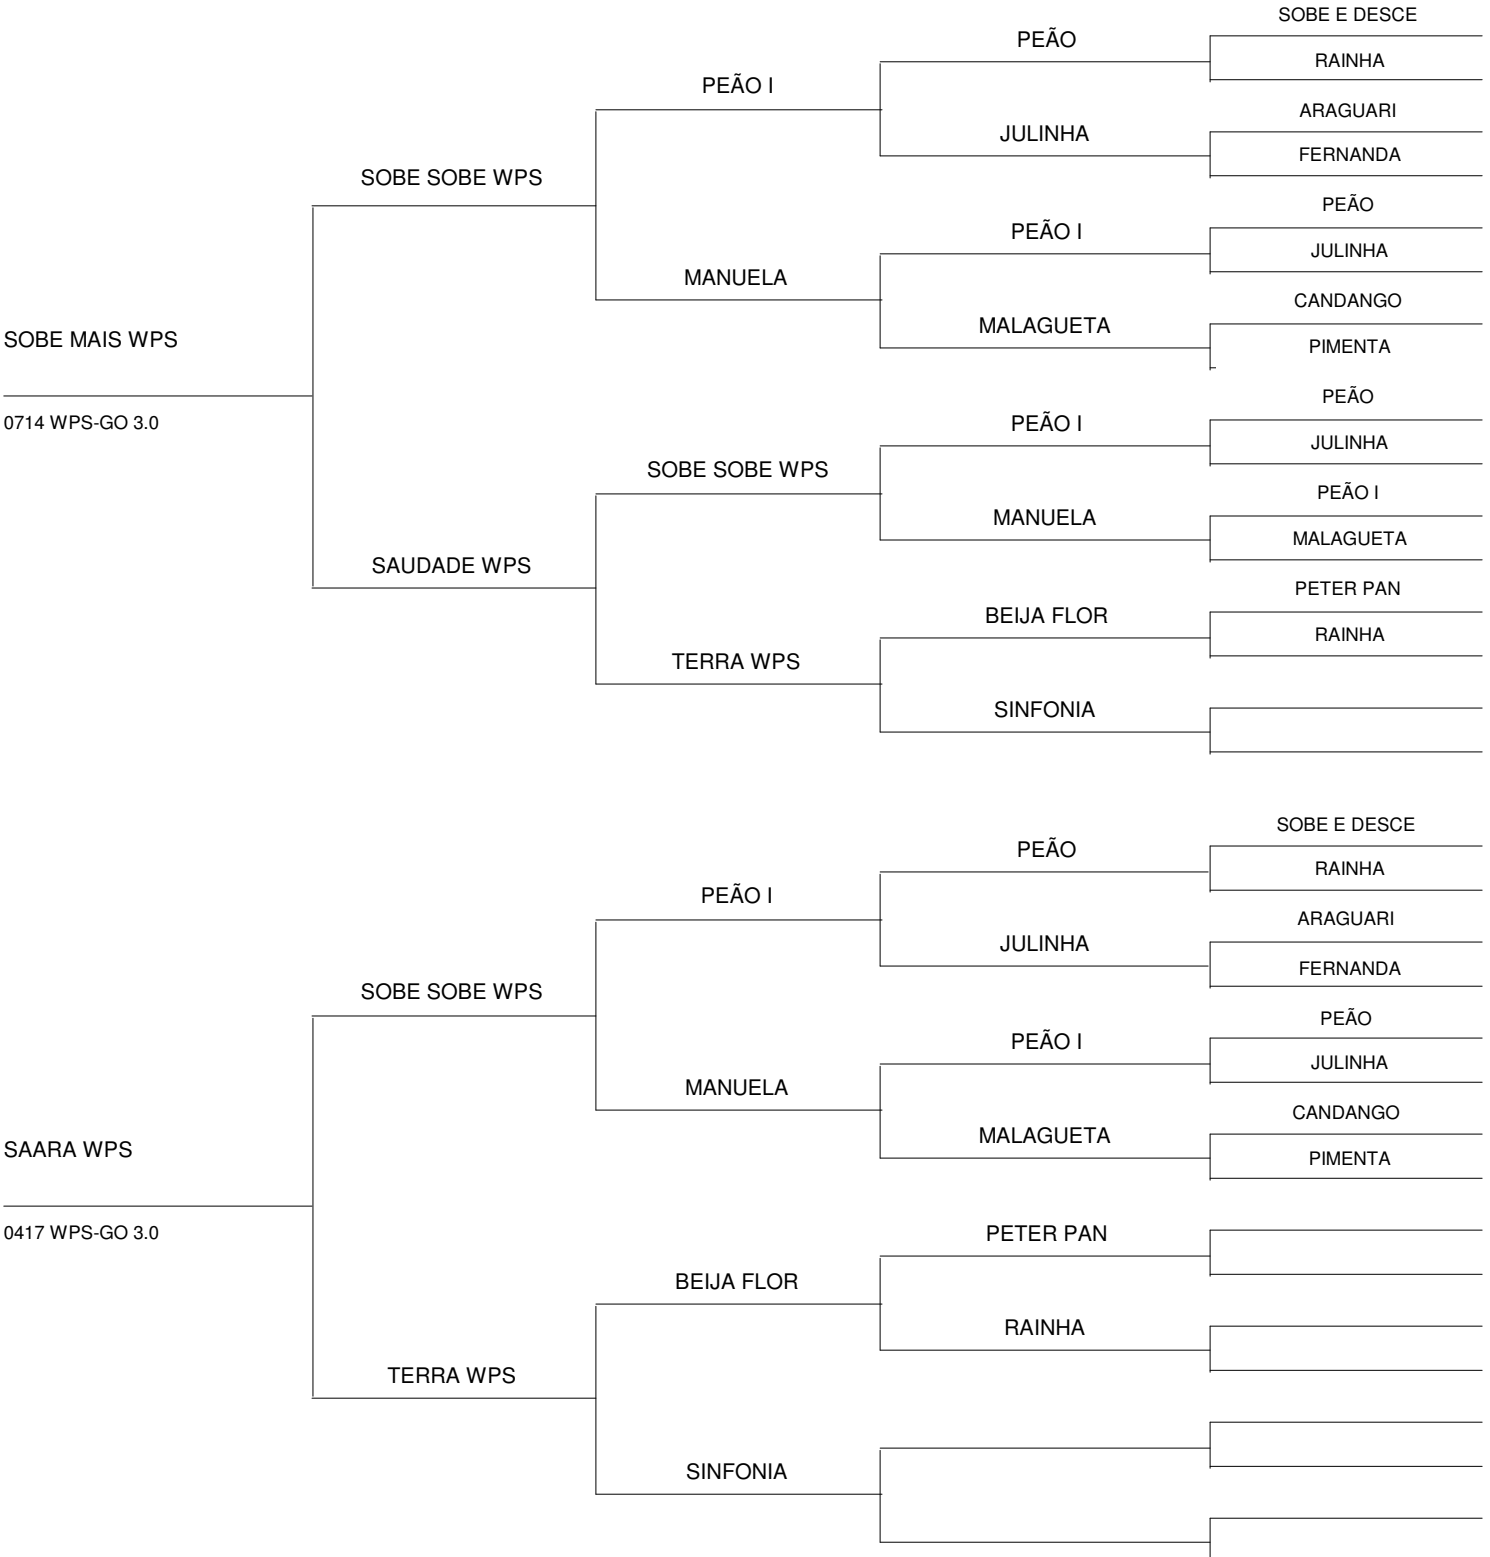 SOBE E DESCE
PEÃO
RAINHA
PEÃO I
ARAGUARI
JULINHA
FERNANDA
SOBE SOBE WPS
PEÃO
PEÃO I
JULINHA
MANUELA
CANDANGO
MALAGUETA
SOBE MAIS WPS
PIMENTA
PEÃO
0714 WPS-GO 3.0
PEÃO I
JULINHA
SOBE SOBE WPS
PEÃO I
MANUELA
MALAGUETA
SAUDADE WPS
PETER PAN
BEIJA FLOR
RAINHA
TERRA WPS
SINFONIA
SOBE E DESCE
PEÃO
RAINHA
PEÃO I
ARAGUARI
JULINHA
FERNANDA
SOBE SOBE WPS
PEÃO
PEÃO I
JULINHA
MANUELA
CANDANGO
MALAGUETA
SAARA WPS
PIMENTA
0417 WPS-GO 3.0
PETER PAN
BEIJA FLOR
RAINHA
TERRA WPS
SINFONIA